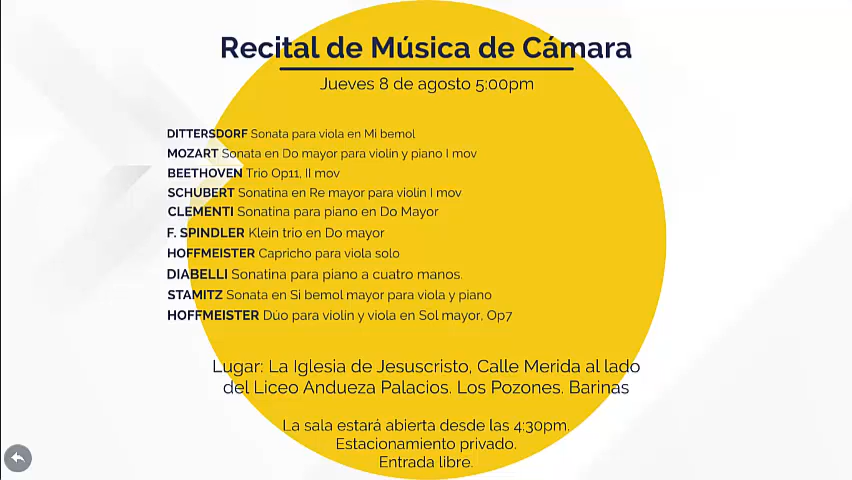 Recital de Música de Cámara
Jueves 8 de agosto 5:00pm
DITTERSDORF Sonata para viola en Mi bemol
MOZART Sonata en Do mayor para violín y piano I mov
BEETHOVEN Trio Op11, II mov
SCHUBERT Sonatina en Re mayor para violín I mov
CLEMENTI Sonatina para piano en Do Mayor
F. SPINDLER Klein trio en Do mayor
HOFFMEISTER Capricho para viola solo
DIABELLI Sonatina para piano a cuatro manos.
STAMITZ Sonata en Si bemol mayor para viola y piano
HOFFMEISTER Dúo para violín y viola en Sol mayor, Op7
Lugar: La Iglesia de Jesuscristo, Calle Merida al lado
del Liceo Andueza Palacios. Los Pozones. Barinas
La sala estará abierta desde las 4:30pm.
Estacionamiento privado.
Entrada libre.